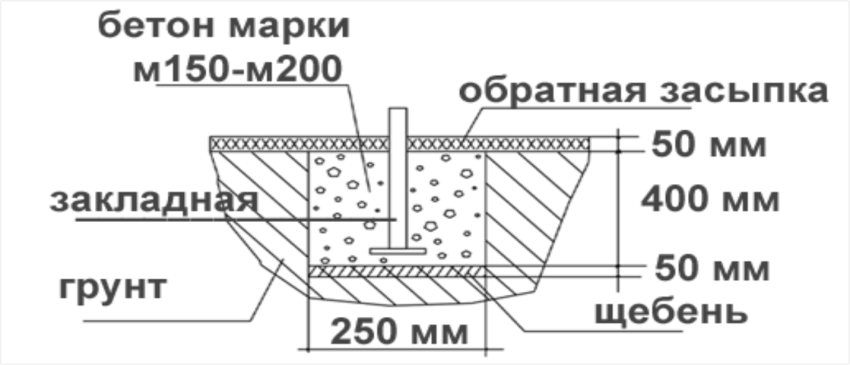 бетон марки
м150-м200
обратная засыпка
50 мм
закладная
400 мм
50 мм
грунт
щебень
250 мм